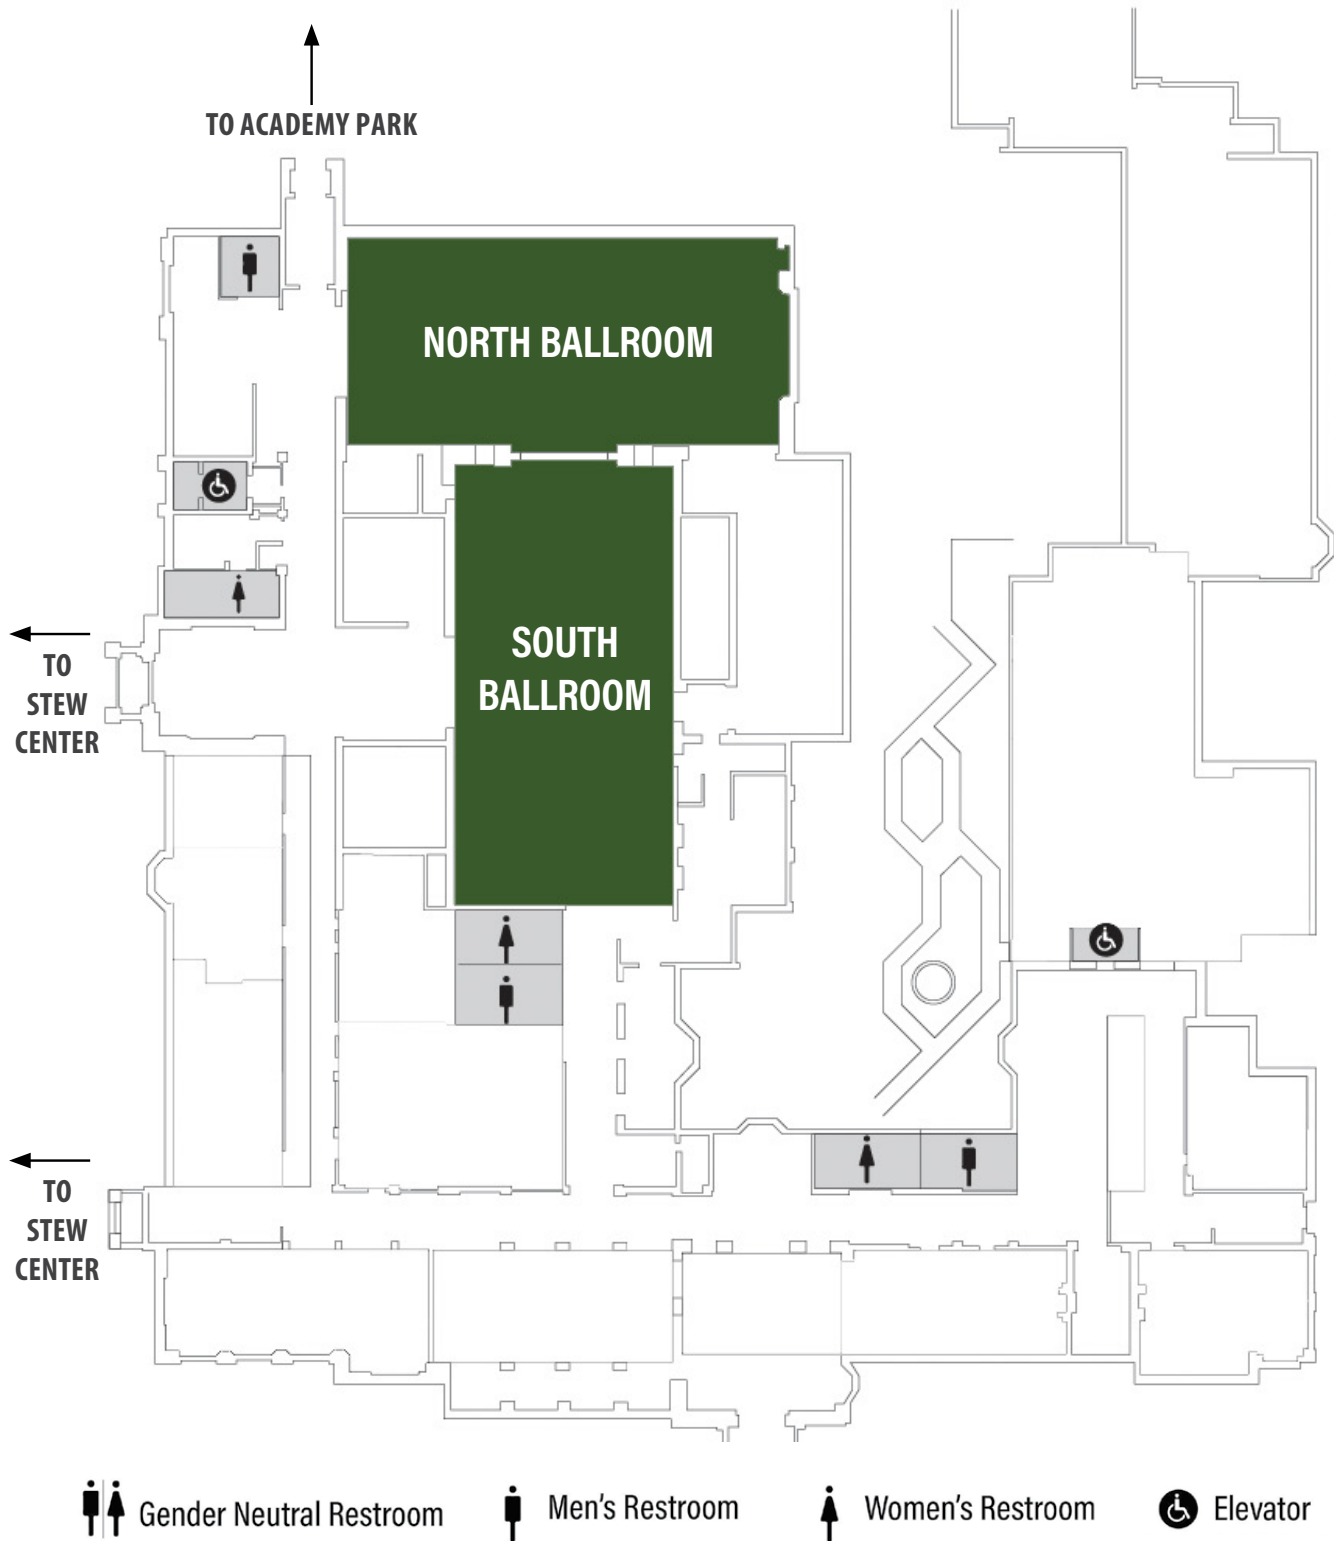 TO ACADEMY PARK
NORTH BALLROOM
SOUTH
BALLROOM
TO
STEW
CENTER
TO
STEW
CENTER
Gender Neutral Restroom
Men's Restroom
Women's Restroom
Elevator